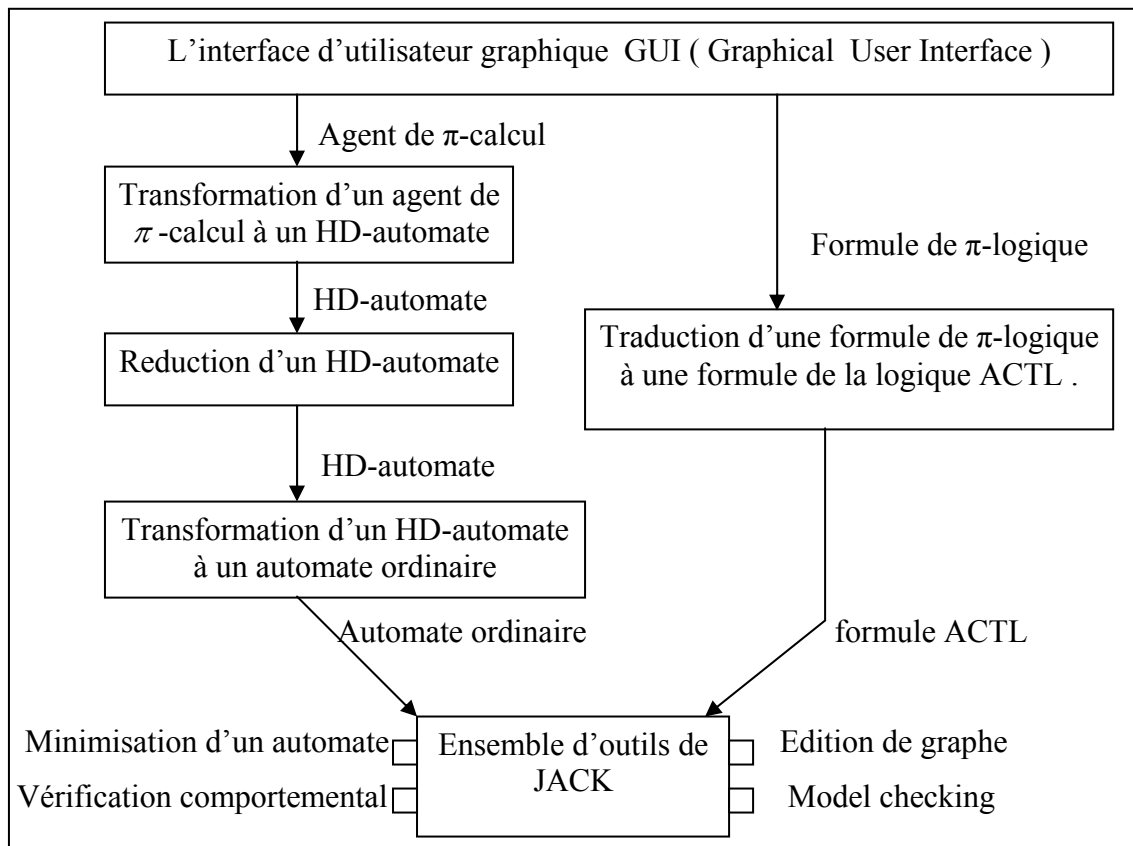 L’interface d’utilisateur graphique GUI ( Graphical User Interface )
Agent de π-calcul
Transformation d’un agent de
π -calcul à un HD-automate
Formule de π-logique
HD-automate
Reduction d’un HD-automate
Traduction d’une formule de π-logique
à une formule de la logique ACTL .
HD-automate
Transformation d’un HD-automate
à un automate ordinaire
Automate ordinaire
formule ACTL
Minimisation d’un automate
Vérification comportemental
Ensemble d’outils de
JACK
Edition de graphe
Model checking